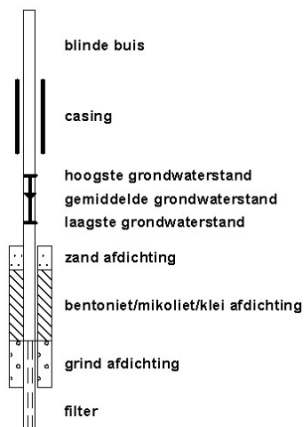 blinde buis
casing
hoogste grondwaterstand
gemiddelde grondwaterstand
laagste grondwaterstand
zand afdichting
bentoniet/mikoliet/klei afdichting
grind afdichting
filter